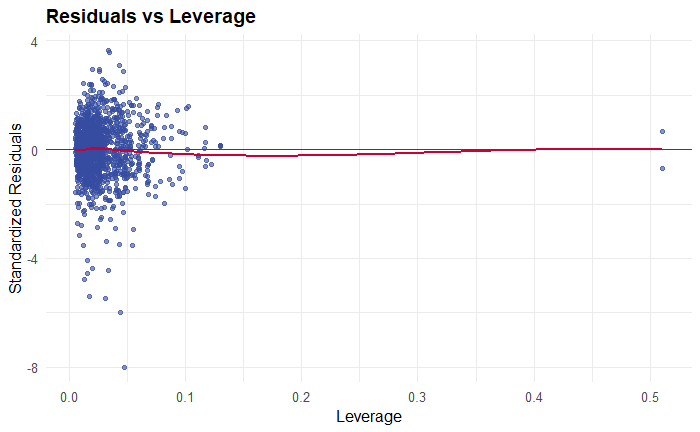 Residuals vs Leverage
4
0
-4
-8
Standardized Residuals
0.0 0.1 0.2 0.3 0.4 0.5
Leverage